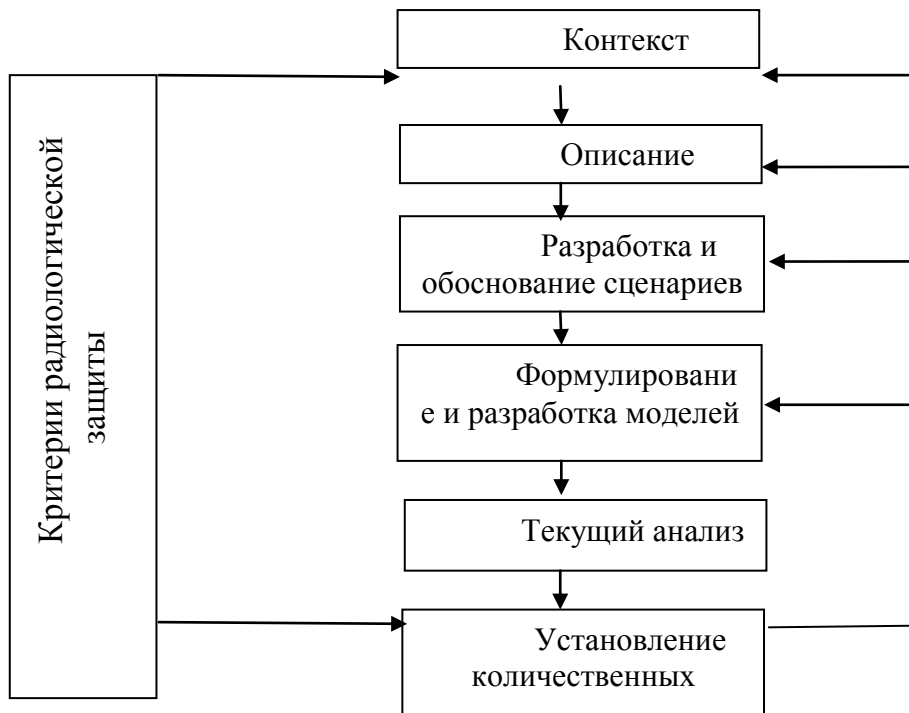 Критерии радиологической
защиты
Контекст
Описание
Разработка и
обоснование сценариев
Формулировани
е и разработка моделей
Текущий анализ
Установление
количественных